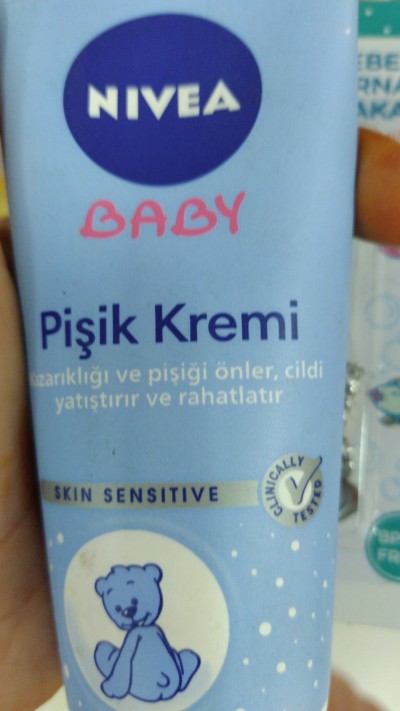 NIVEA
BABY
Pişik Kremi
Kızarıklığı ve pişiği önler, cildi
yatıştırır ve rahatlatır
SKIN SENSITIVE
CLINICALLY
TESTED